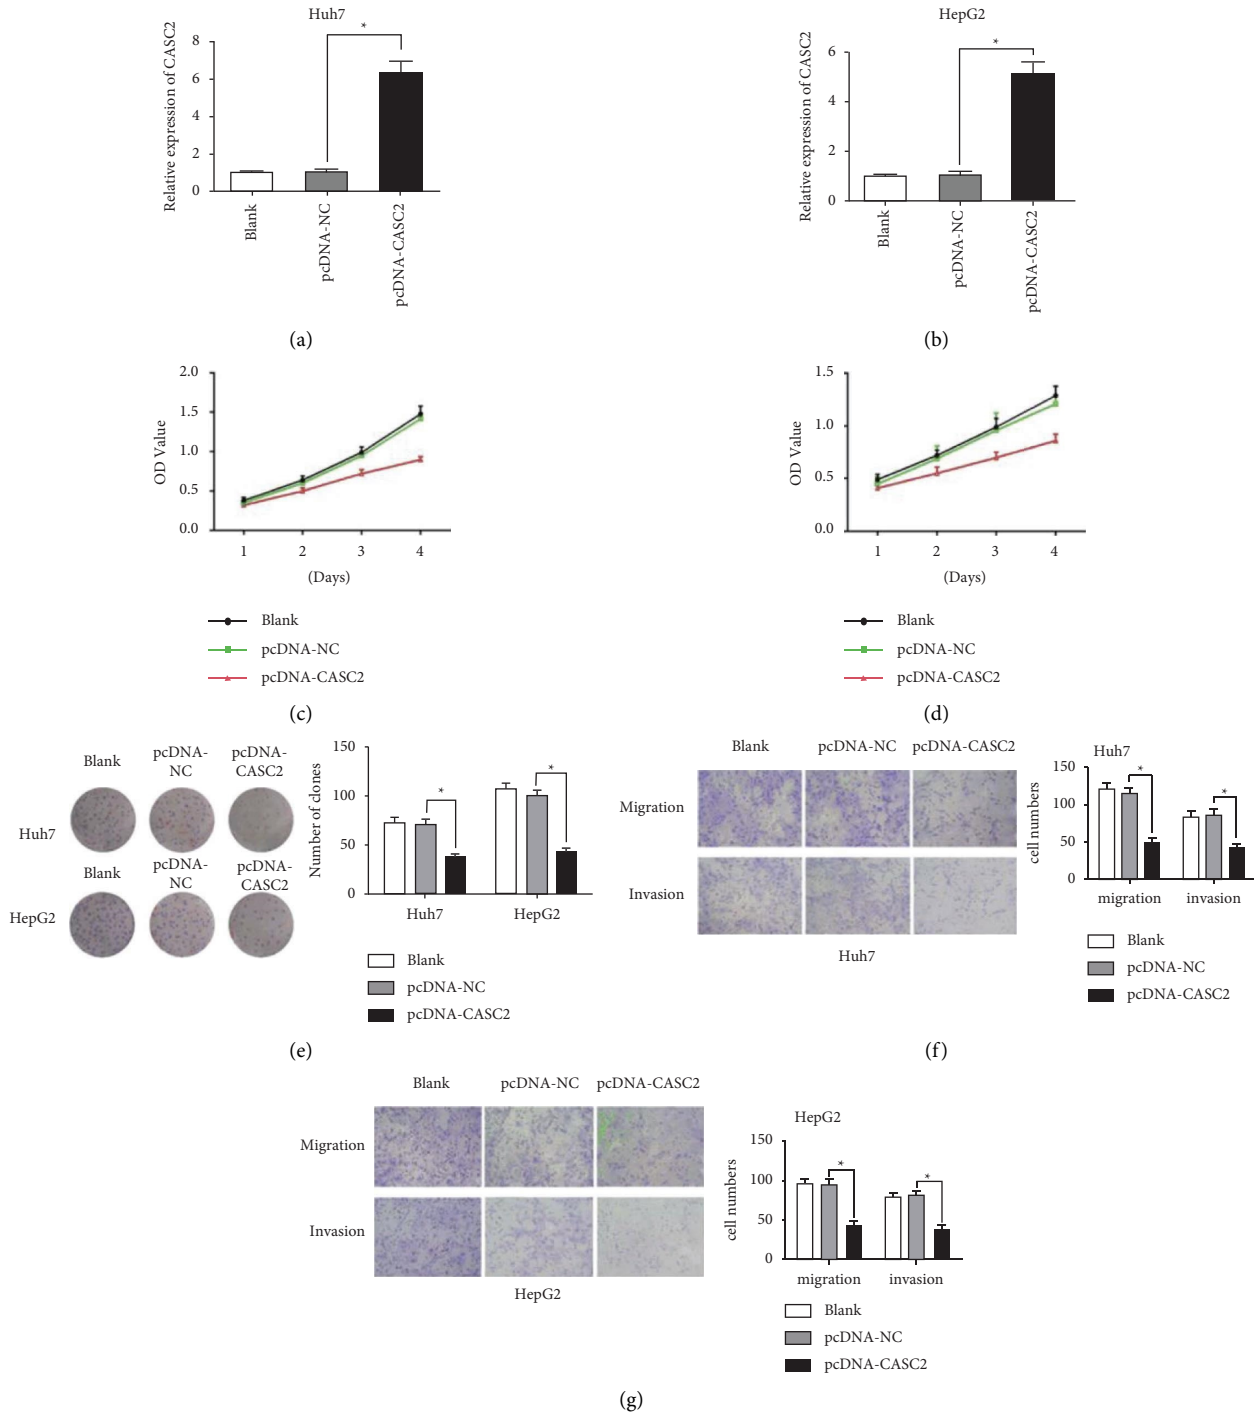 Huh7
*
Relative expression of CASC2
8
6
4
2
0
Blank
pcDNA-NC
pcDNA-CASC2
(a)
HepG2
*
Relative expression of CASC2
6
4
2
0
Blank
pcDNA-NC
pcDNA-CASC2
(b)
OD Value
2.0
1.5
1.0
0.5
0.0
1 2 3 4
(Days)
Blank
pcDNA-NC
pcDNA-CASC2
(c)
OD Value
1.5
1.0
0.5
0.0
1 2 3 4
(Days)
Blank
pcDNA-NC
pcDNA-CASC2
(d)
Blank
pcDNA-
NC
pcDNA-
CASC2
Huh7
Blank
pcDNA-
NC
pcDNA-
CASC2
HepG2
Number of clones
150
100
50
0
*
*
Huh7 HepG2
Blank
pcDNA-NC
pcDNA-CASC2
(e)
Blank pcDNA-NC pcDNA-CASC2
Migration
Invasion
Huh7
Huh7
cell numbers
150
100
50
0
*
*
migration invasion
Blank
pcDNA-NC
pcDNA-CASC2
(f)
Blank pcDNA-NC pcDNA-CASC2
Migration
Invasion
HepG2
HepG2
cell numbers
150
100
50
0
*
*
migration invasion
Blank
pcDNA-NC
pcDNA-CASC2
(g)